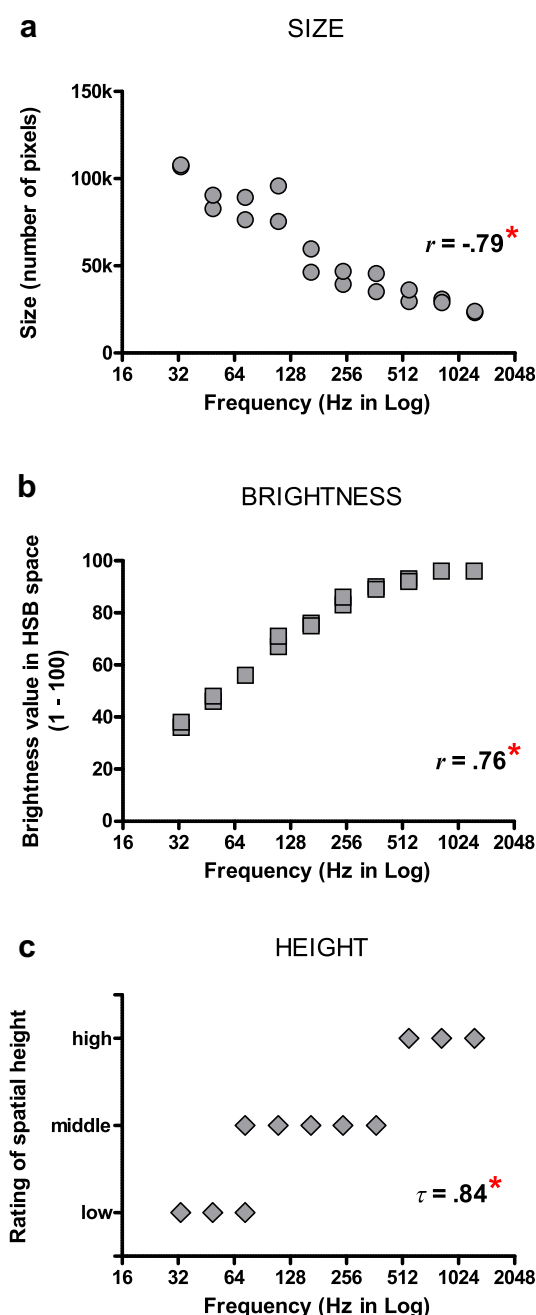 a
SIZE
Size (number of pixels)
150k
100k
50k
0
r = -.79*
16 32 64 128 256 512 1024 2048
Frequency (Hz in Log)
b
BRIGHTNESS
Brightness value in HSB space
(1 - 100)
100
80
60
40
20
0
r = .76*
16 32 64 128 256 512 1024 2048
Frequency (Hz in Log)
c
HEIGHT
Rating of spatial height
high
middle
low
τ = .84*
16 32 64 128 256 512 1024 2048
Frequency (Hz in Log)